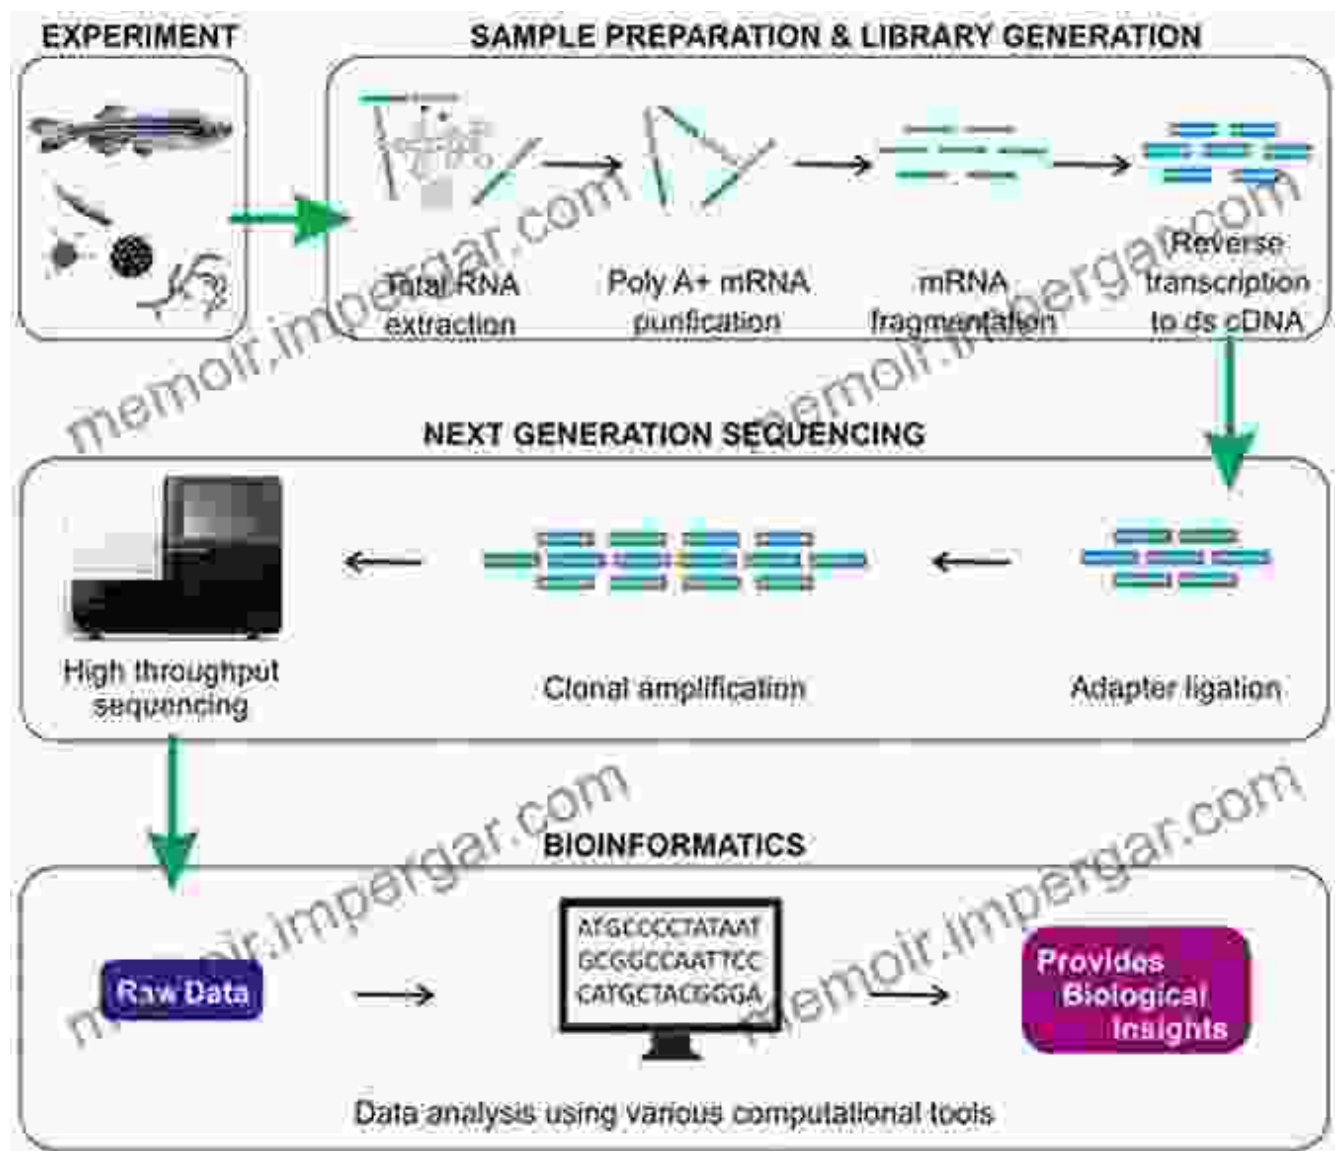 EXPERIMENT
SAMPLE PREPARATION & LIBRARY GENERATION
Total RNA
extraction
Poly A+ mRNA
purification
mRNA
fragmentation
Reverse
transcription
to ds cDNA
NEXT GENERATION SEQUENCING
High throughput
sequencing
Clonal amplification
Adapter ligation
BIOINFORMATICS
Raw Data
ATGCCCCTATAAT
GCGGCCAATTCC
CATGCTACGGGA
Provides
Biological
Insights
Data analysis using various computational tools
memoir.impergar.com
memoir.impergar.com
memoir.impergar.com
memoir.impergar.com